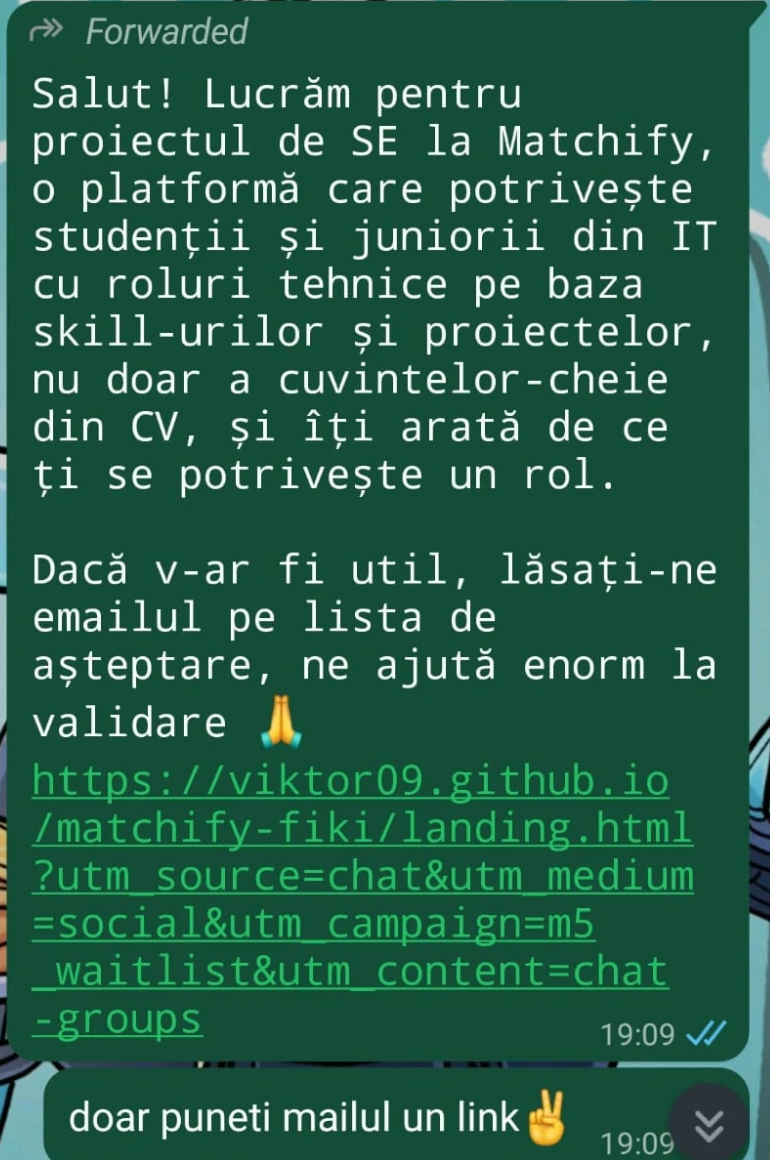 Forwarded
Salut! Lucrăm pentru
proiectul de SE la Matchify,
o platformă care potrivește
studenții și juniorii din IT
cu roluri tehnice pe baza
skill-urilor și proiectelor,
nu doar a cuvintelor-cheie
din CV, și îți arată de ce
ți se potrivește un rol.
Dacă v-ar fi util, lăsați-ne
emailul pe lista de
așteptare, ne ajută enorm la
validare 🙏
https://viktor09.github.io
/matchify-fiki/landing.html
?utm_source=chat&utm_medium
=social&utm_campaign=m5
_waitlist&utm_content=chat
-groups
19:09
doar puneti mailul un link✌️
19:09